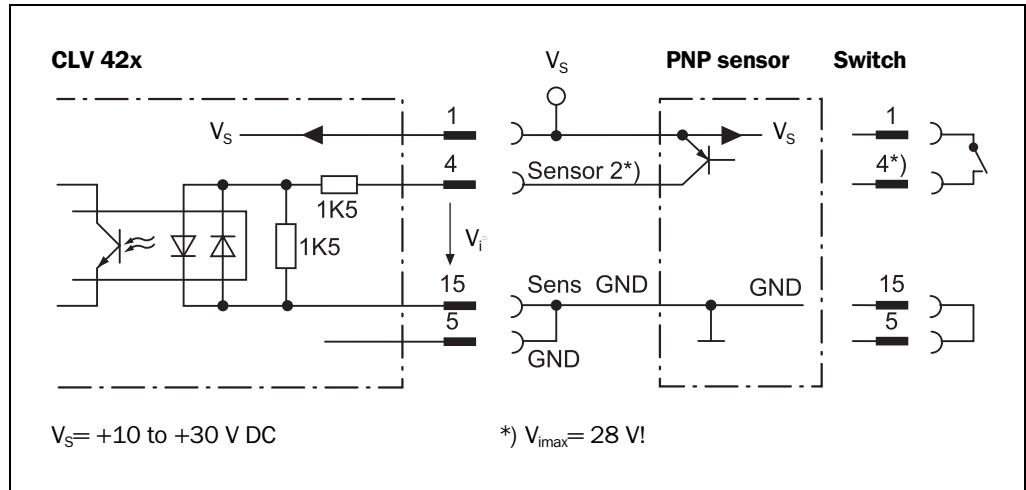 CLV 42x
V_S
PNP sensor
Switch
V_S
1
V_S
1
4
Sensor 2*)
4*)
1K5
1K5
V_i
15
Sens GND
GND
15
5
GND
5
V_S= +10 to +30 V DC
*) V_imax= 28 V!